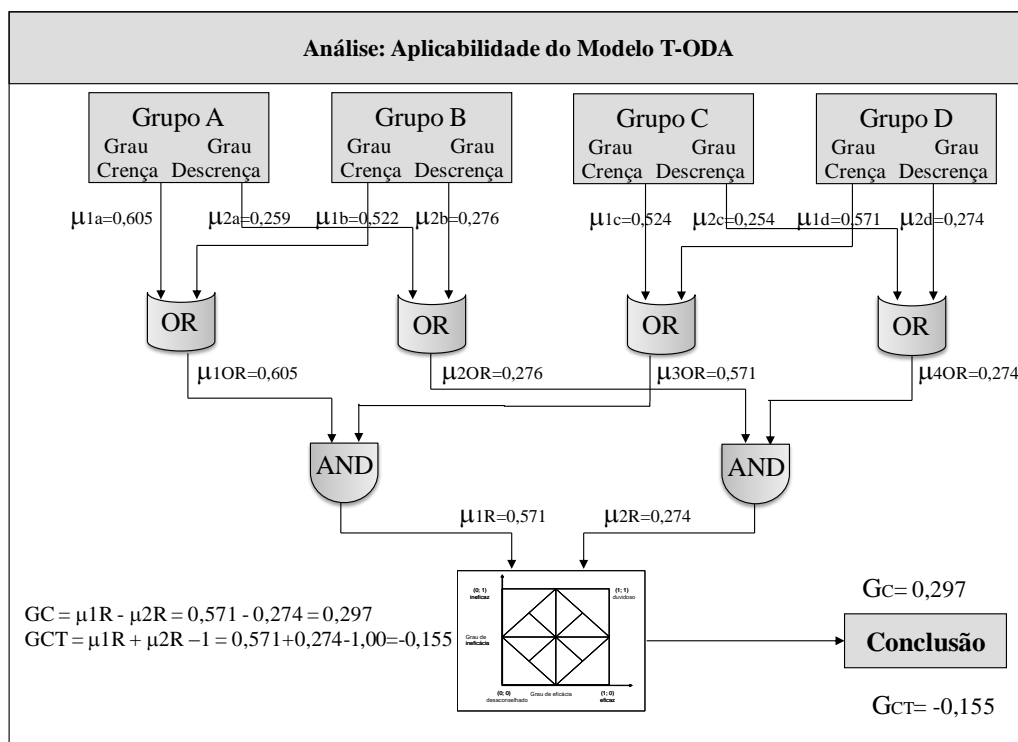 Análise: Aplicabilidade do Modelo T-ODA
Grupo A
Grau Grau
Crença Descrença
Grupo B
Grau Grau
Crença Descrença
Grupo C
Grau Grau
Crença Descrença
Grupo D
Grau Grau
Crença Descrença
μ1a=0,605
μ2a=0,259
μ1b=0,522
μ2b=0,276
μ1c=0,524
μ2c=0,254
μ1d=0,571
μ2d=0,274
OR
OR
OR
OR
μ1OR=0,605
μ2OR=0,276
μ3OR=0,571
μ4OR=0,274
AND
AND
μ1R=0,571
μ2R=0,274
GC = μ1R - μ2R = 0,571 - 0,274 = 0,297
GCT = μ1R + μ2R –1 = 0,571+0,274-1,00=-0,155
(0; 1)
ineficaz
(1; 1)
duvidoso
Grau de
ineficácia
(0; 0)
desaconselhado
Grau de eficácia
(1; 0)
eficaz
GC= 0,297
Conclusão
GCT= -0,155